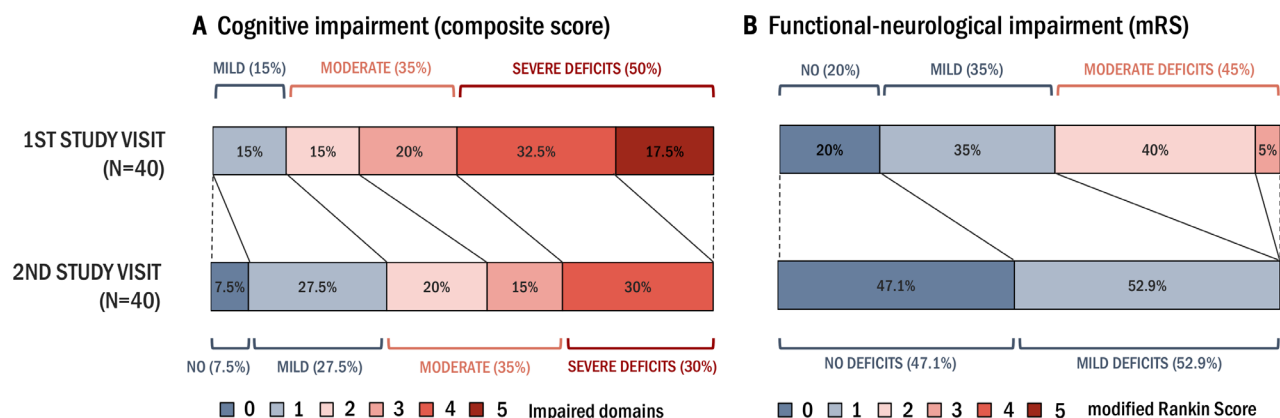 A Cognitive impairment (composite score)
B Functional-neurological impairment (mRS)
MILD (15%) MODERATE (35%) SEVERE DEFICITS (50%)
NO (20%) MILD (35%) MODERATE DEFICITS (45%)
1ST STUDY VISIT
(N=40)
15% 15% 20% 32.5% 17.5%
20% 35% 40% 5%
2ND STUDY VISIT
(N=40)
7.5% 27.5% 20% 15% 30%
47.1% 52.9%
NO (7.5%) MILD (27.5%) MODERATE (35%) SEVERE DEFICITS (30%)
NO DEFICITS (47.1%) MILD DEFICITS (52.9%)
0 1 2 3 4 5 Impaired domains
0 1 2 3 4 5 modified Rankin Score